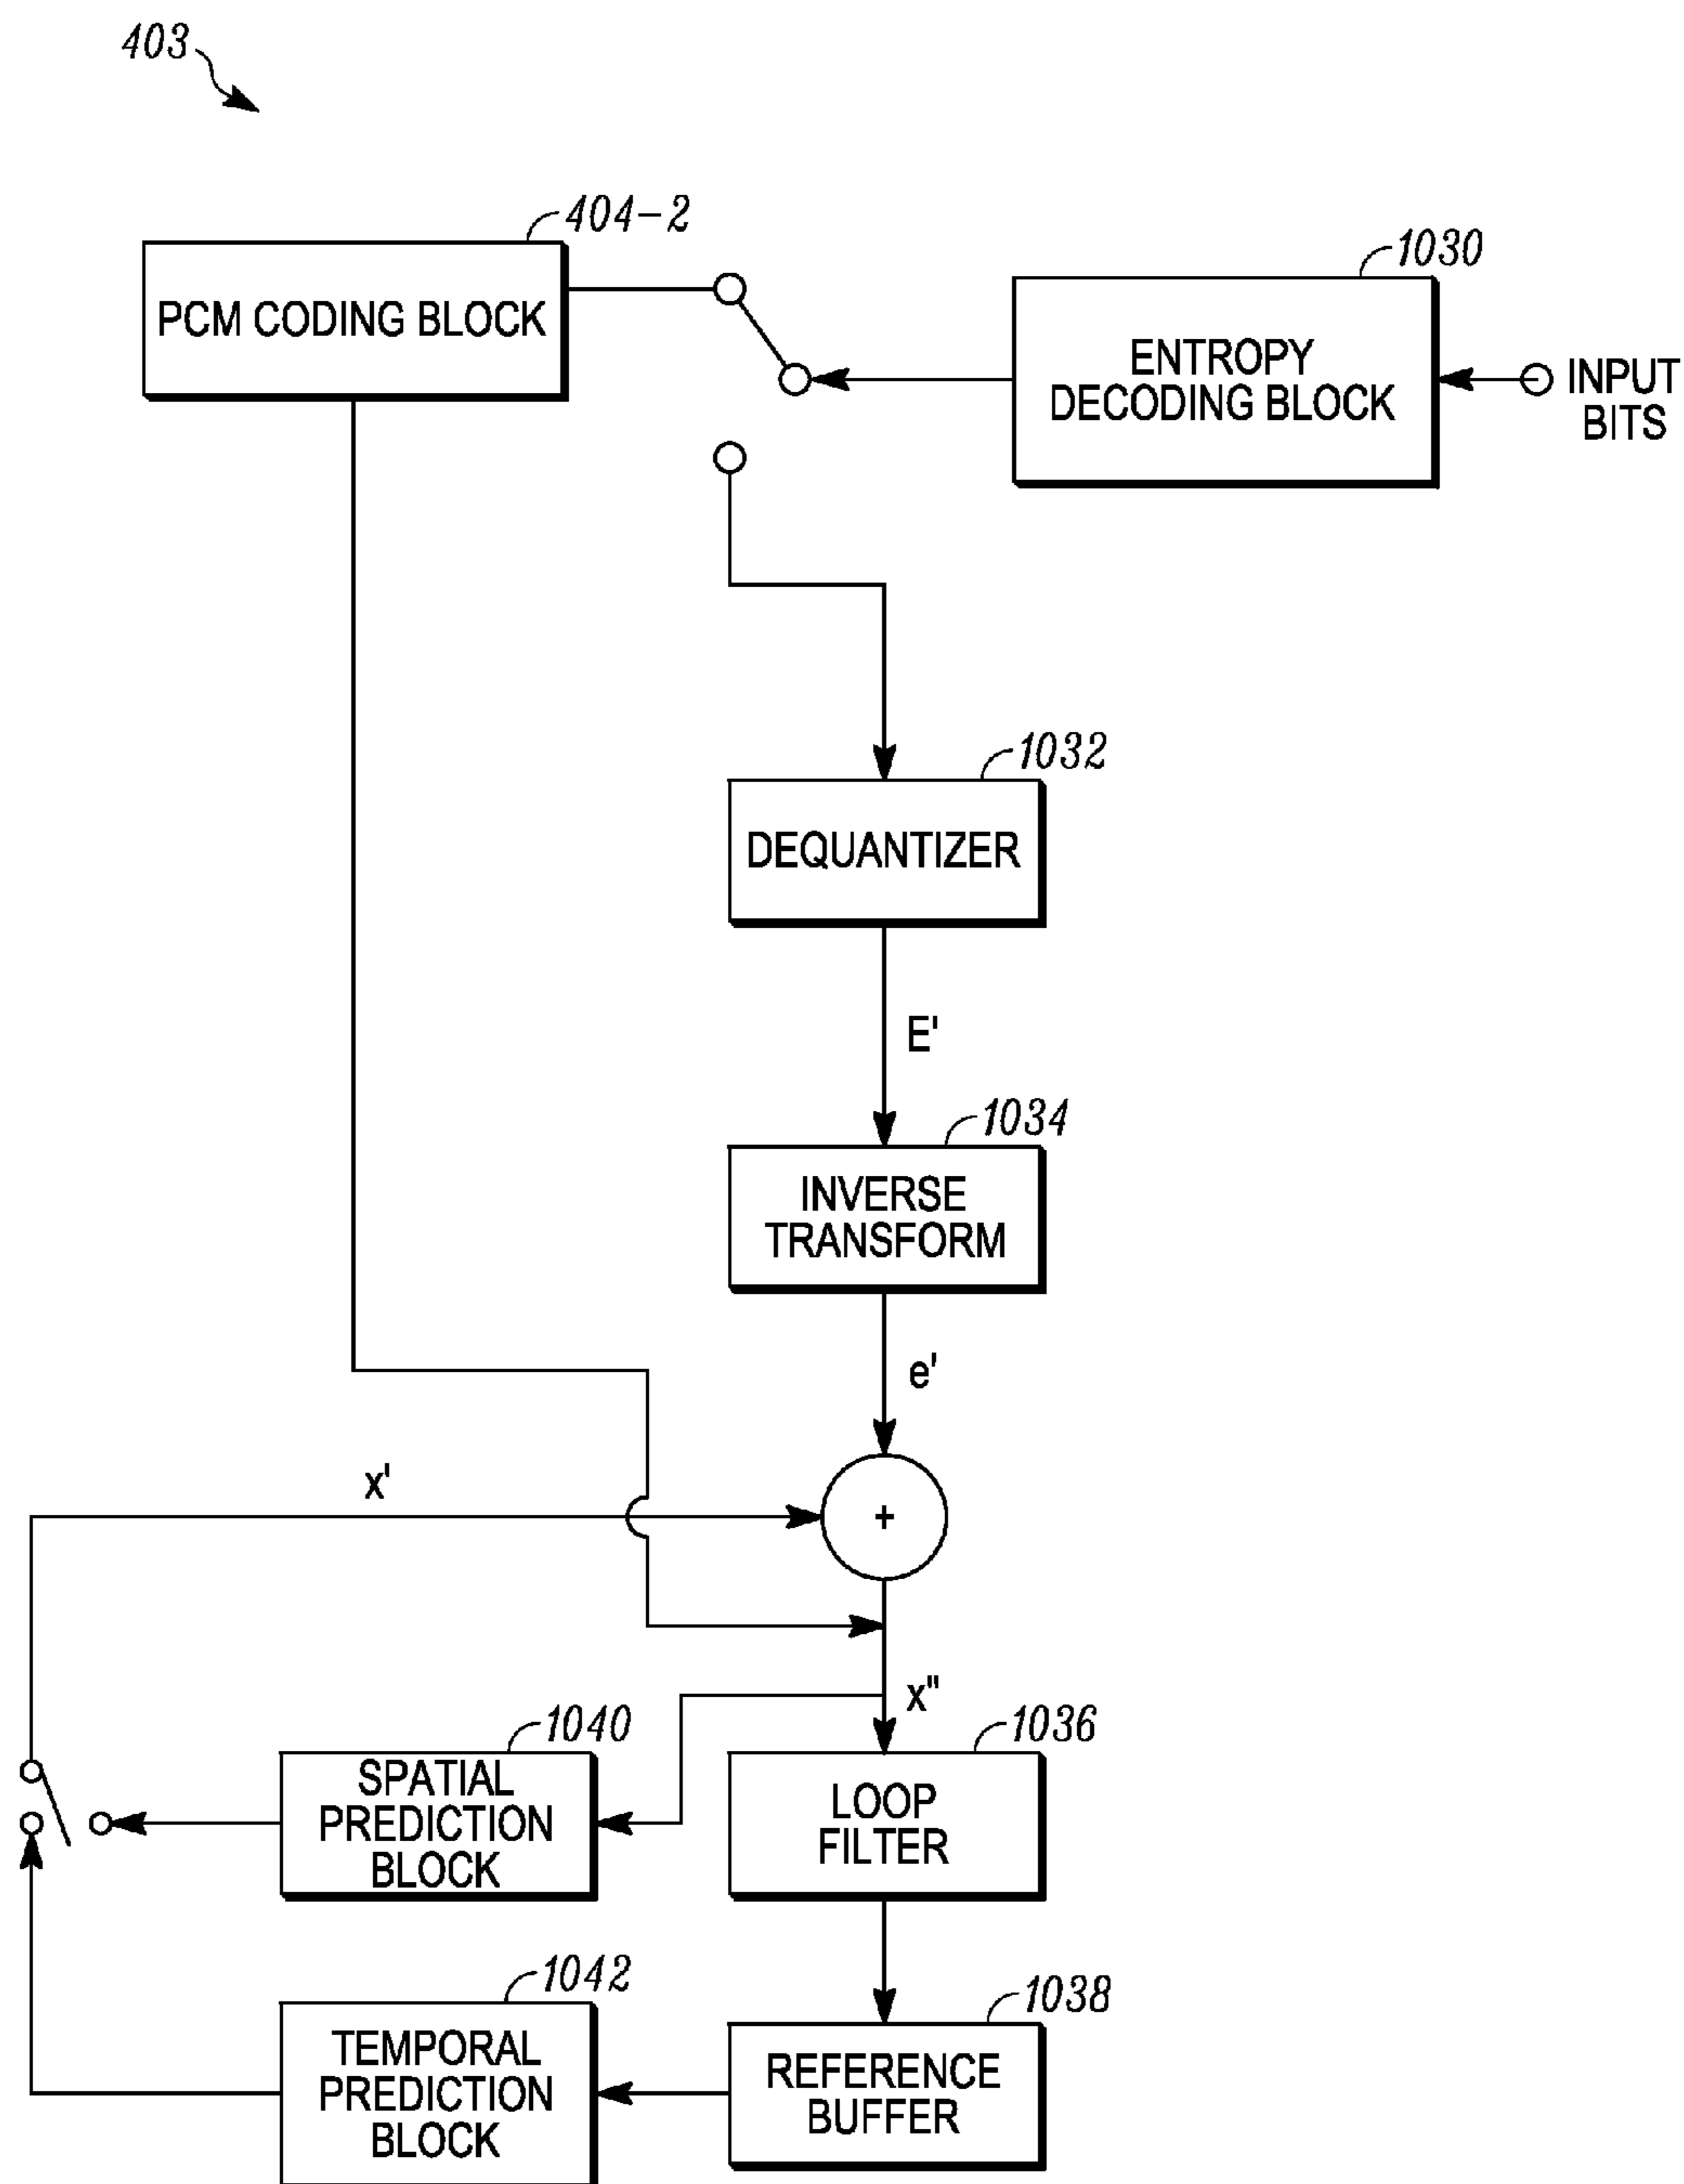 403
404-2
PCM CODING BLOCK
1030
ENTROPY
DECODING BLOCK
INPUT
BITS
1032
DEQUANTIZER
E'
1034
INVERSE
TRANSFORM
e'
x'
+
x"
1040
SPATIAL
PREDICTION
BLOCK
1036
LOOP
FILTER
1042
TEMPORAL
PREDICTION
BLOCK
1038
REFERENCE
BUFFER